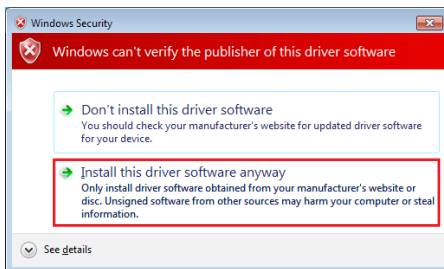 Windows Security
Windows can't verify the publisher of this driver software
Don't install this driver software
You should check your manufacturer's website for updated driver software
for your device.
Install this driver software anyway
Only install driver software obtained from your manufacturer's website or
disc. Unsigned software from other sources may harm your computer or steal
information.
See details